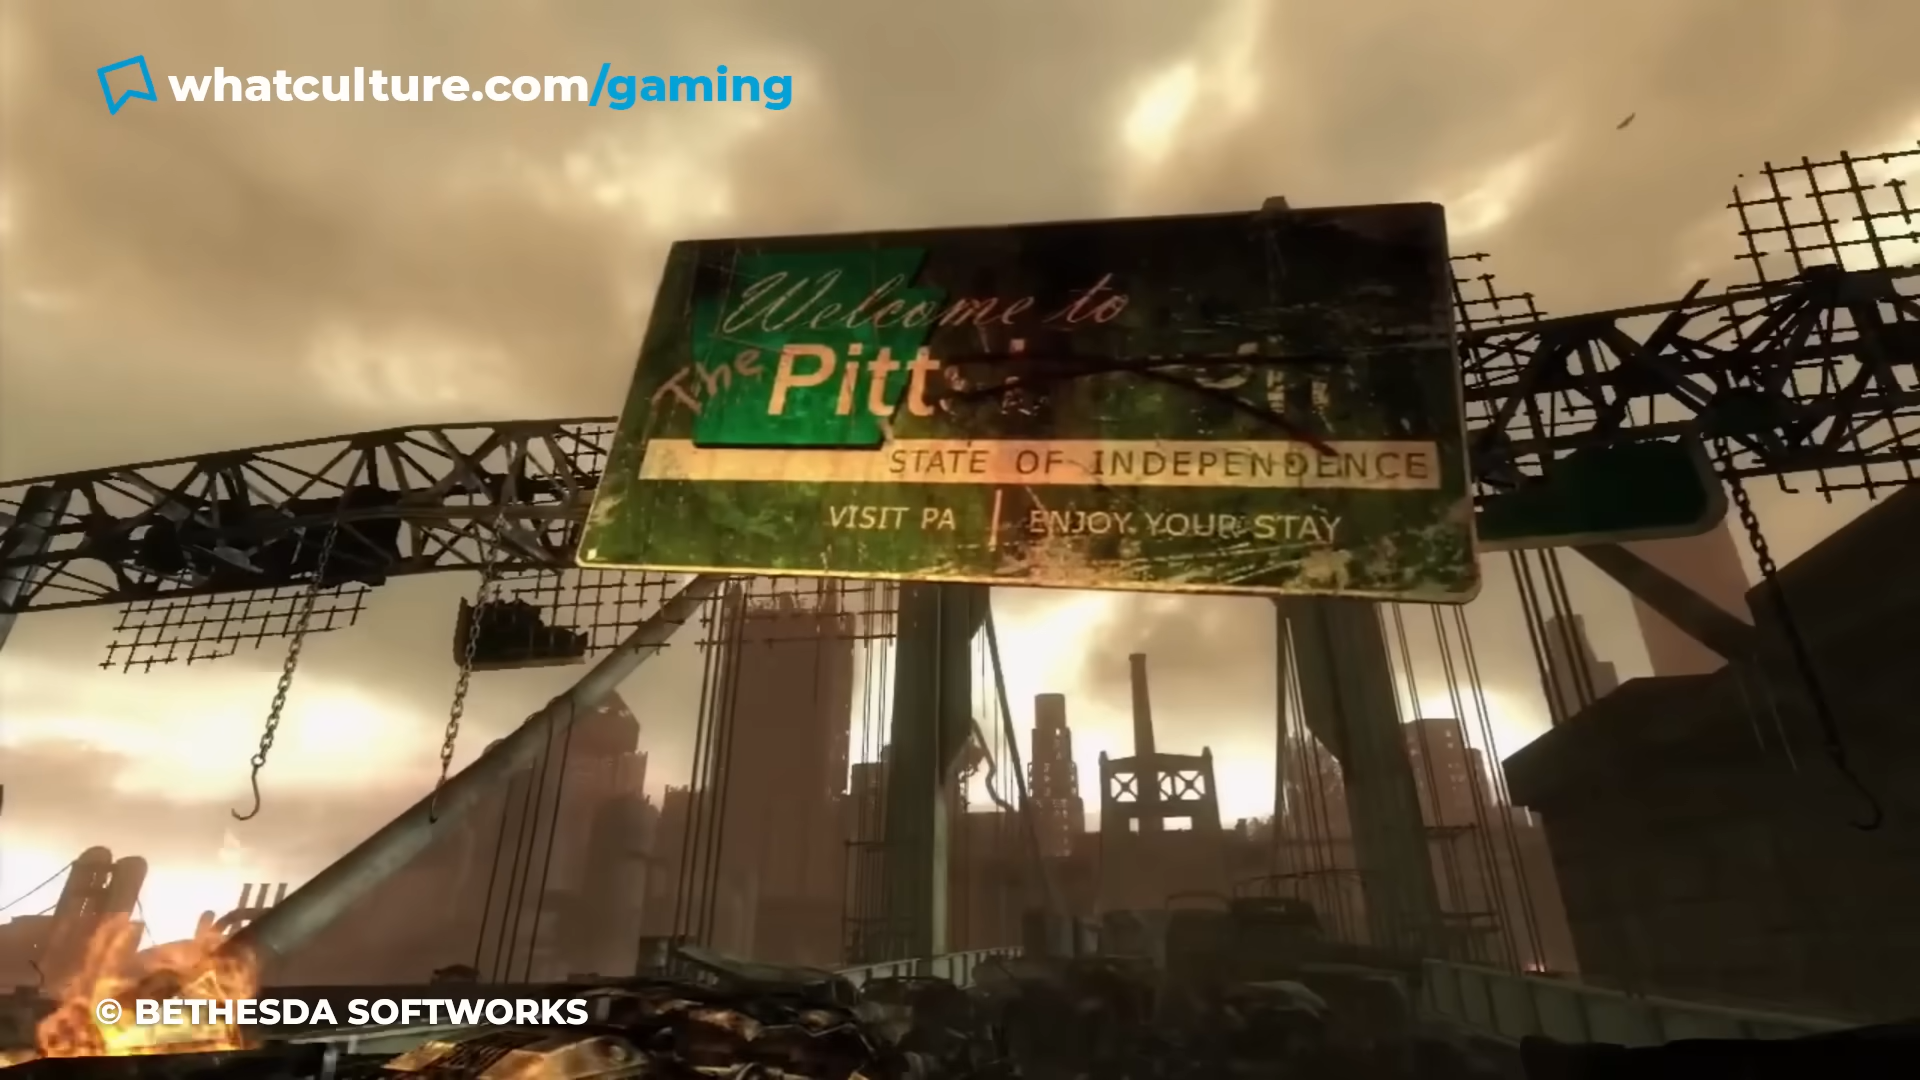 whatculture.com/gaming
Welcome to
The Pitt
STATE OF INDEPENDENCE
VISIT PA | ENJOY YOUR STAY
© BETHESDA SOFTWORKS